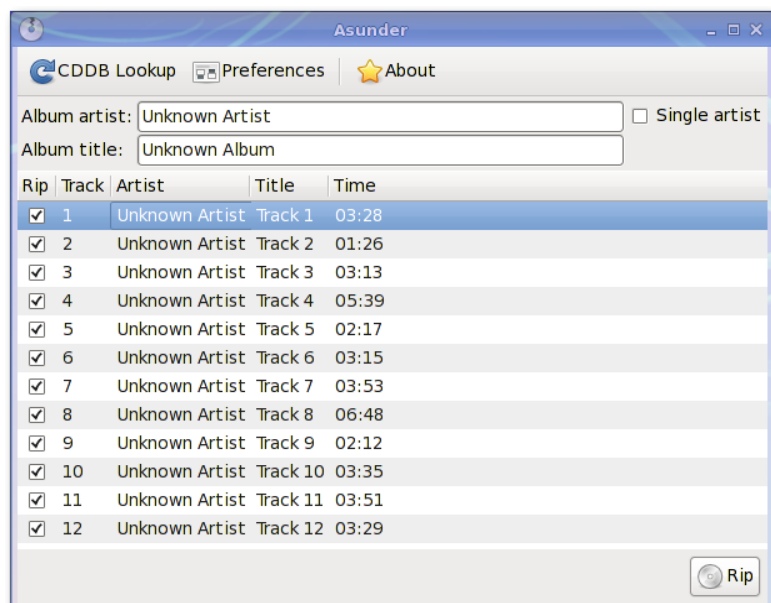 Asunder
CDDB Lookup Preferences About
Album artist: Unknown Artist Single artist
Album title: Unknown Album
Rip Track Artist Title Time
1 Unknown Artist Track 1 03:28
2 Unknown Artist Track 2 01:26
3 Unknown Artist Track 3 03:13
4 Unknown Artist Track 4 05:39
5 Unknown Artist Track 5 02:17
6 Unknown Artist Track 6 03:15
7 Unknown Artist Track 7 03:53
8 Unknown Artist Track 8 06:48
9 Unknown Artist Track 9 02:12
10 Unknown Artist Track 10 03:35
11 Unknown Artist Track 11 03:51
12 Unknown Artist Track 12 03:29
Rip